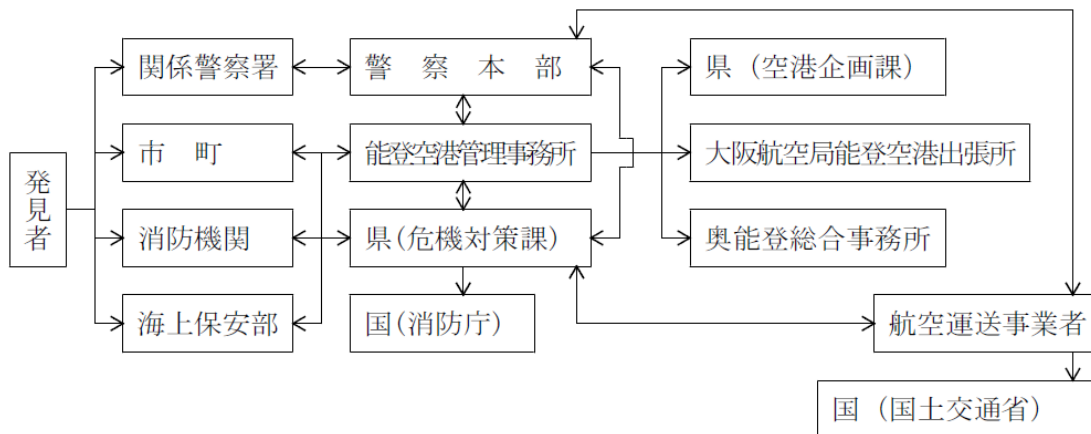 発見者
関係警察署
警察本部
県（空港企画課）
市町
能登空港管理事務所
大阪航空局能登空港出張所
消防機関
県(危機対策課)
奥能登総合事務所
海上保安部
国(消防庁)
航空運送事業者
国（国土交通省）